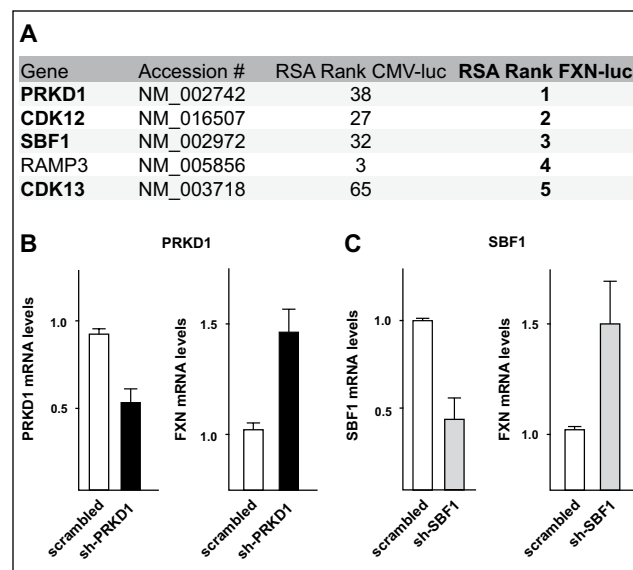 A
Gene Accession # RSA Rank CMV-luc RSA Rank FXN-luc
PRKD1 NM_002742 38 1
CDK12 NM_016507 27 2
SBF1 NM_002972 32 3
RAMP3 NM_005856 3 4
CDK13 NM_003718 65 5
B
PRKD1
PRKD1 mRNA levels
1.0
0.5
scrambled
sh-PRKD1
FXN mRNA levels
1.5
1.0
scrambled
sh-PRKD1
C
SBF1
SBF1 mRNA levels
1.0
0.5
scrambled
sh-SBF1
FXN mRNA levels
1.5
1.0
scrambled
sh-SBF1